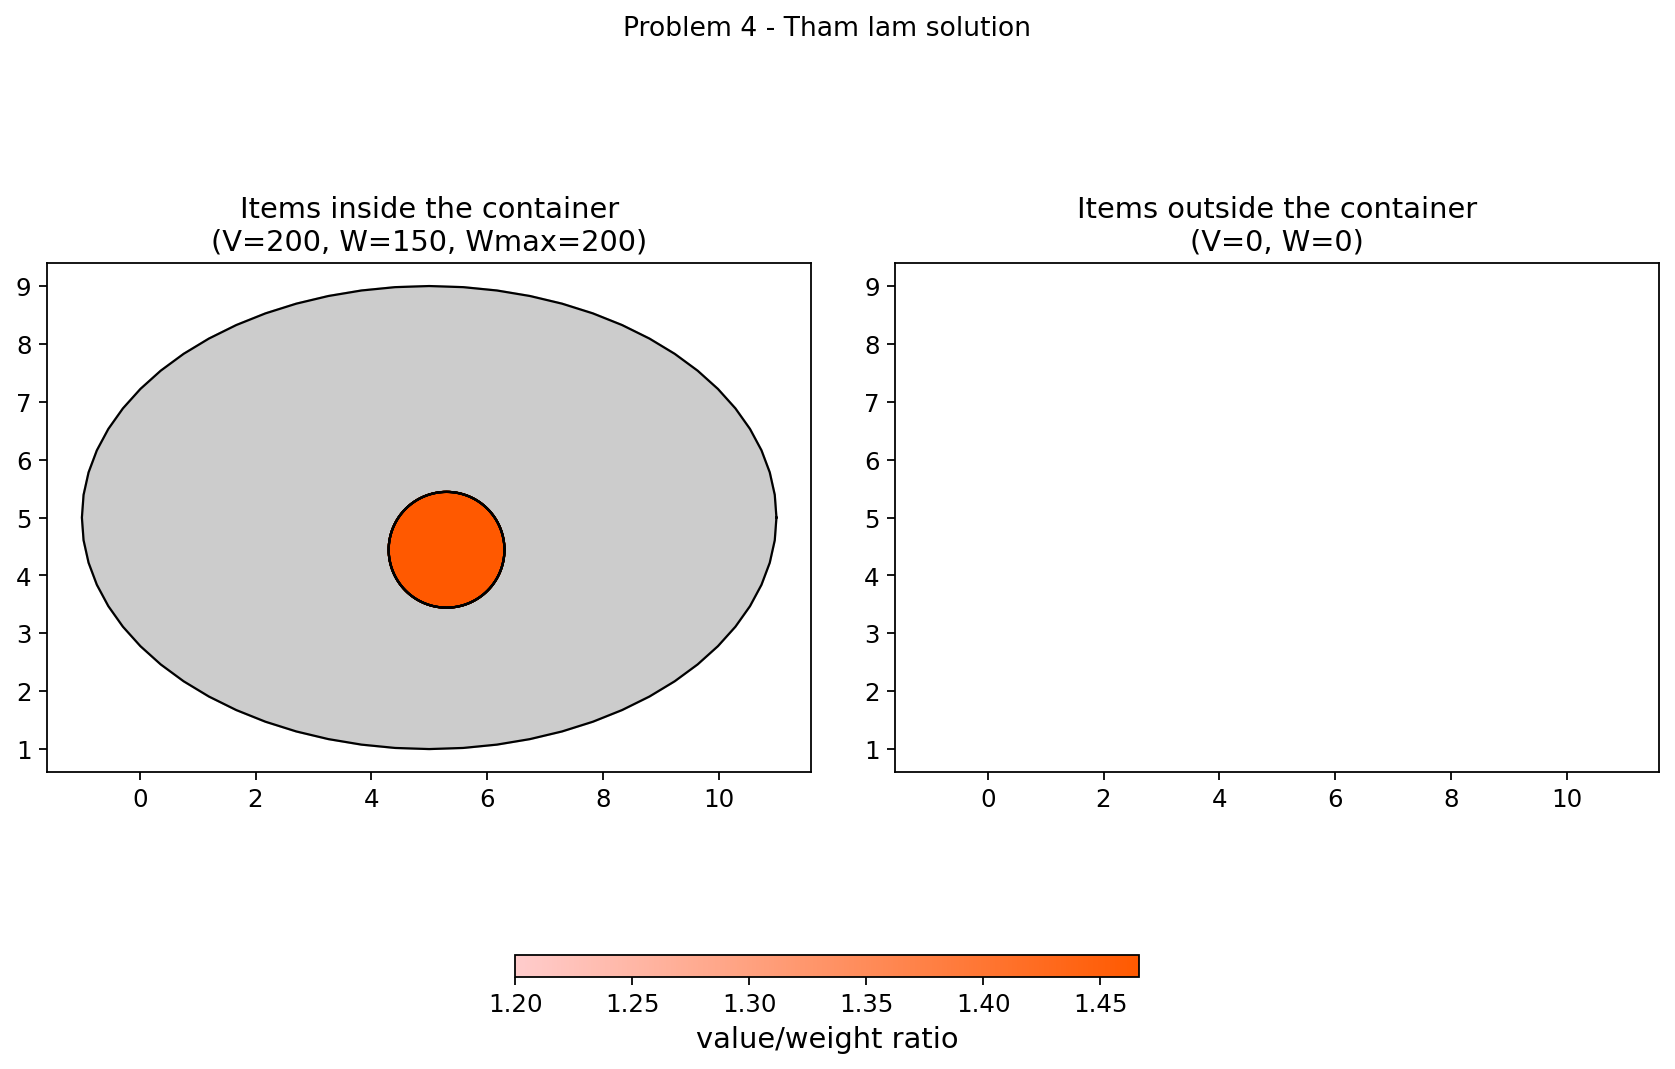 Problem 4 - Tham lam solution
Items inside the container
(V=200, W=150, Wmax=200)
9
8
7
6
5
4
3
2
1
0 2 4 6 8 10
Items outside the container
(V=0, W=0)
9
8
7
6
5
4
3
2
1
0 2 4 6 8 10
1.20 1.25 1.30 1.35 1.40 1.45
value/weight ratio